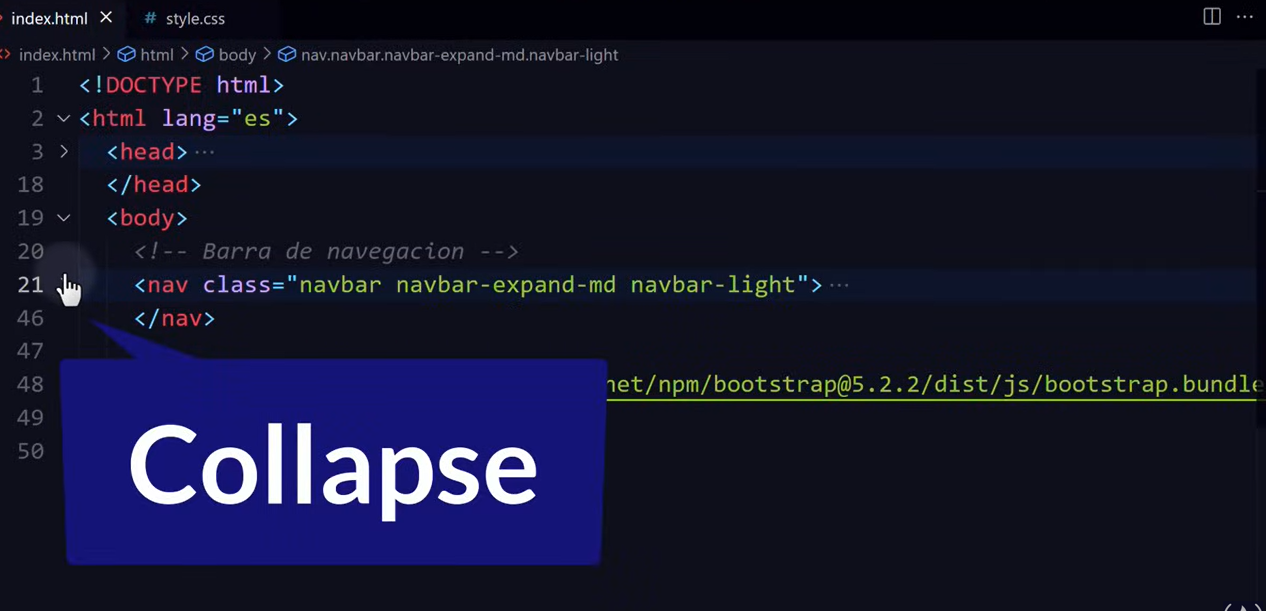 index.html
# style.css
index.html > html > body > nav.navbar.navbar-expand-md.navbar-light
1 <!DOCTYPE html>
2 <html lang="es">
3 <head> ...
18 </head>
19 <body>
20 <!-- Barra de navegacion -->
21 <nav class="navbar navbar-expand-md navbar-light"> ...
46 </nav>
47
48 net/npm/bootstrap@5.2.2/dist/js/bootstrap.bundle
49
50
Collapse